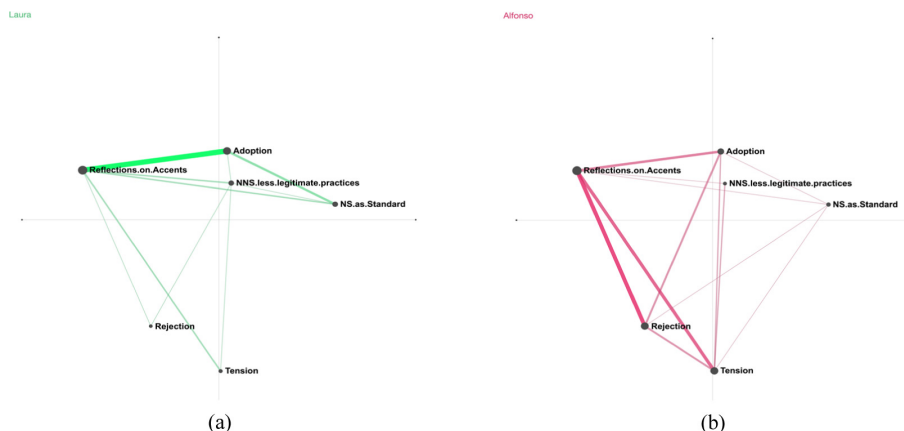 Laura
Alfonso
Adoption
Reflections.on.Accents
NNS.less.legitimate.practices
NS.as.Standard
Rejection
Tension
(a)
Adoption
Reflections.on.Accents
NNS.less.legitimate.practices
NS.as.Standard
Rejection
Tension
(b)